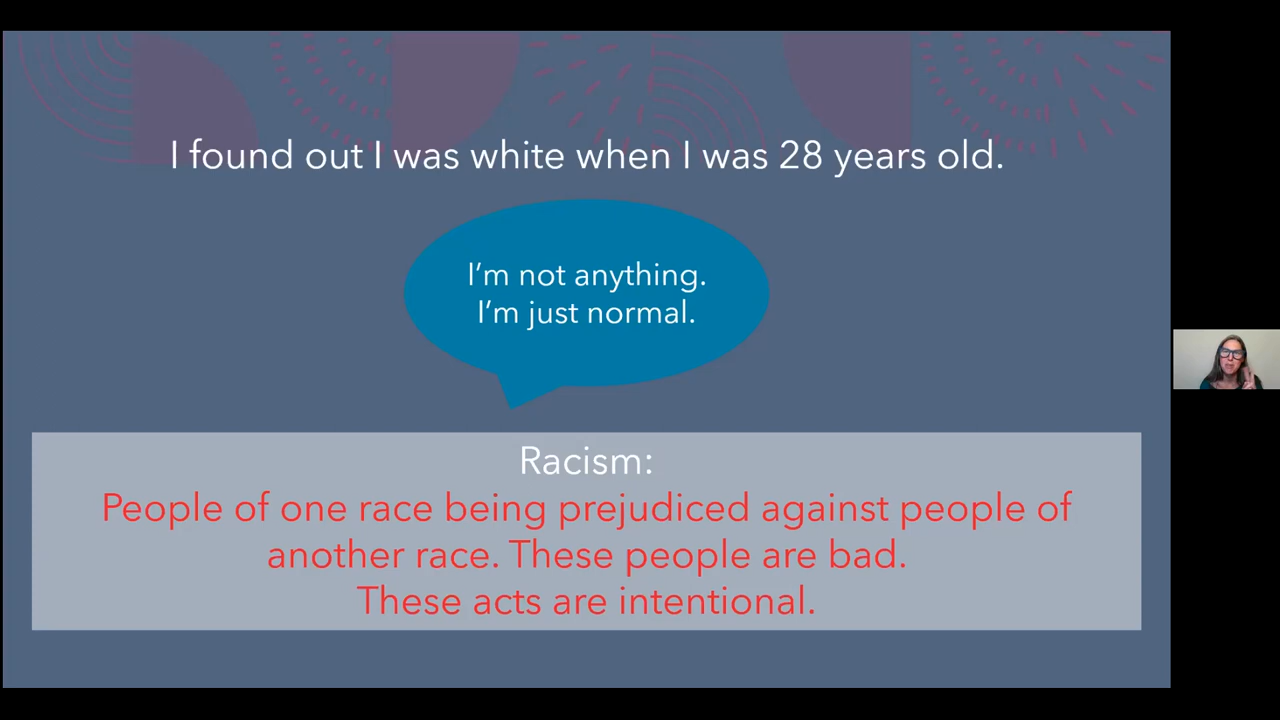 I found out I was white when I was 28 years old.
I'm not anything.
I'm just normal.
Racism:
People of one race being prejudiced against people of
another race. These people are bad.
These acts are intentional.